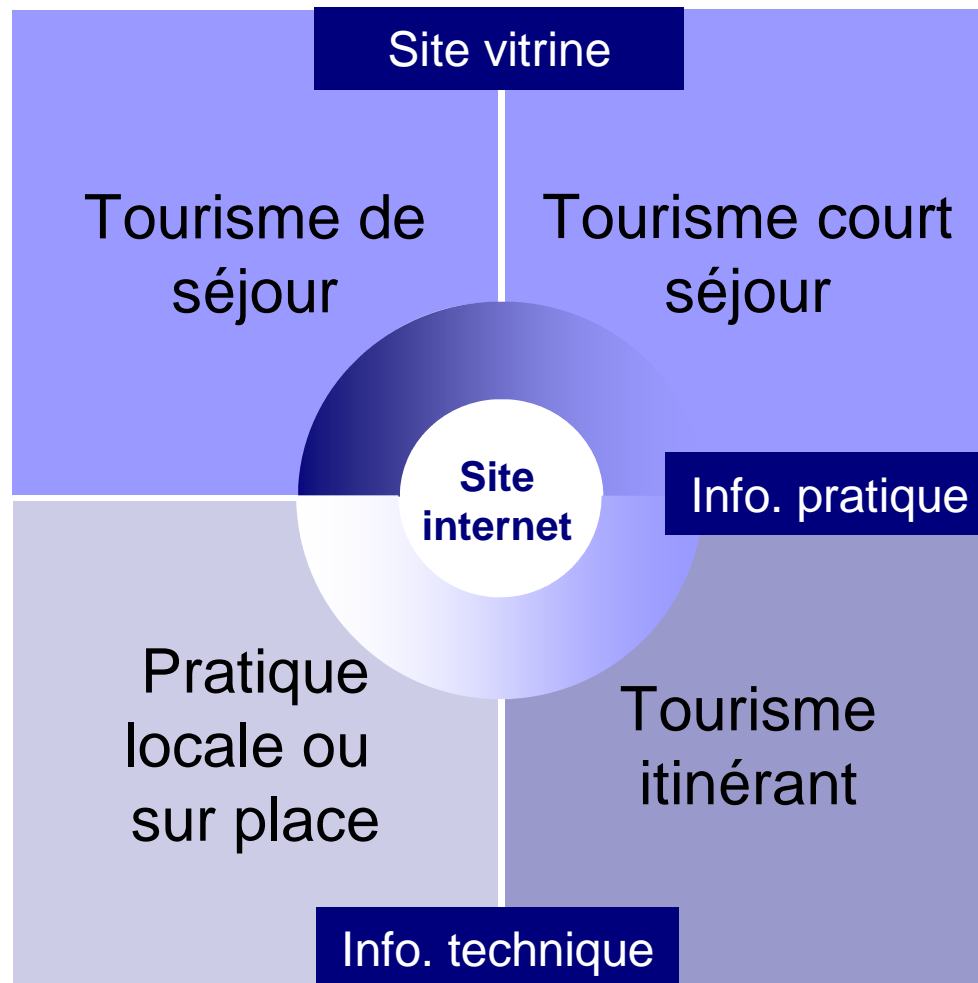 Site vitrine
Tourisme de
séjour
Tourisme court
séjour
Site
internet
Info. pratique
Pratique
locale ou
sur place
Tourisme
itinérant
Info. technique